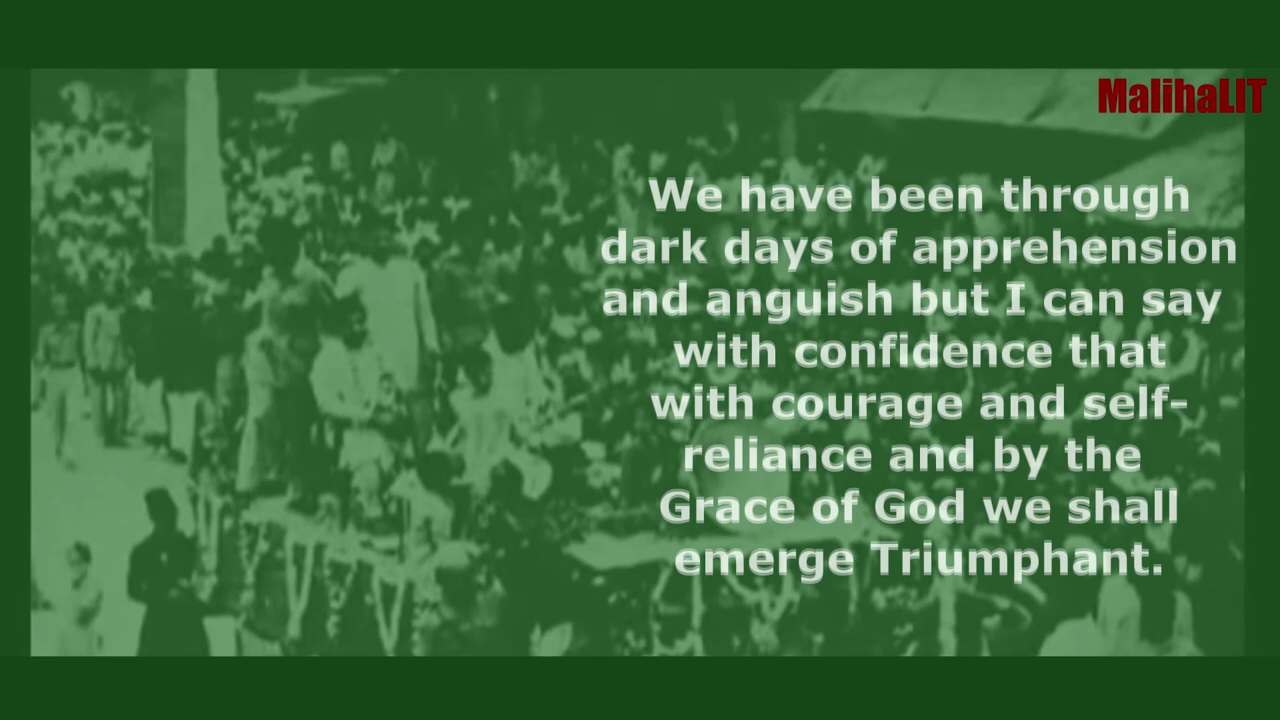 MalihaLIT
We have been through
dark days of apprehension
and anguish but I can say
with confidence that
with courage and self-
reliance and by the
Grace of God we shall
emerge Triumphant.